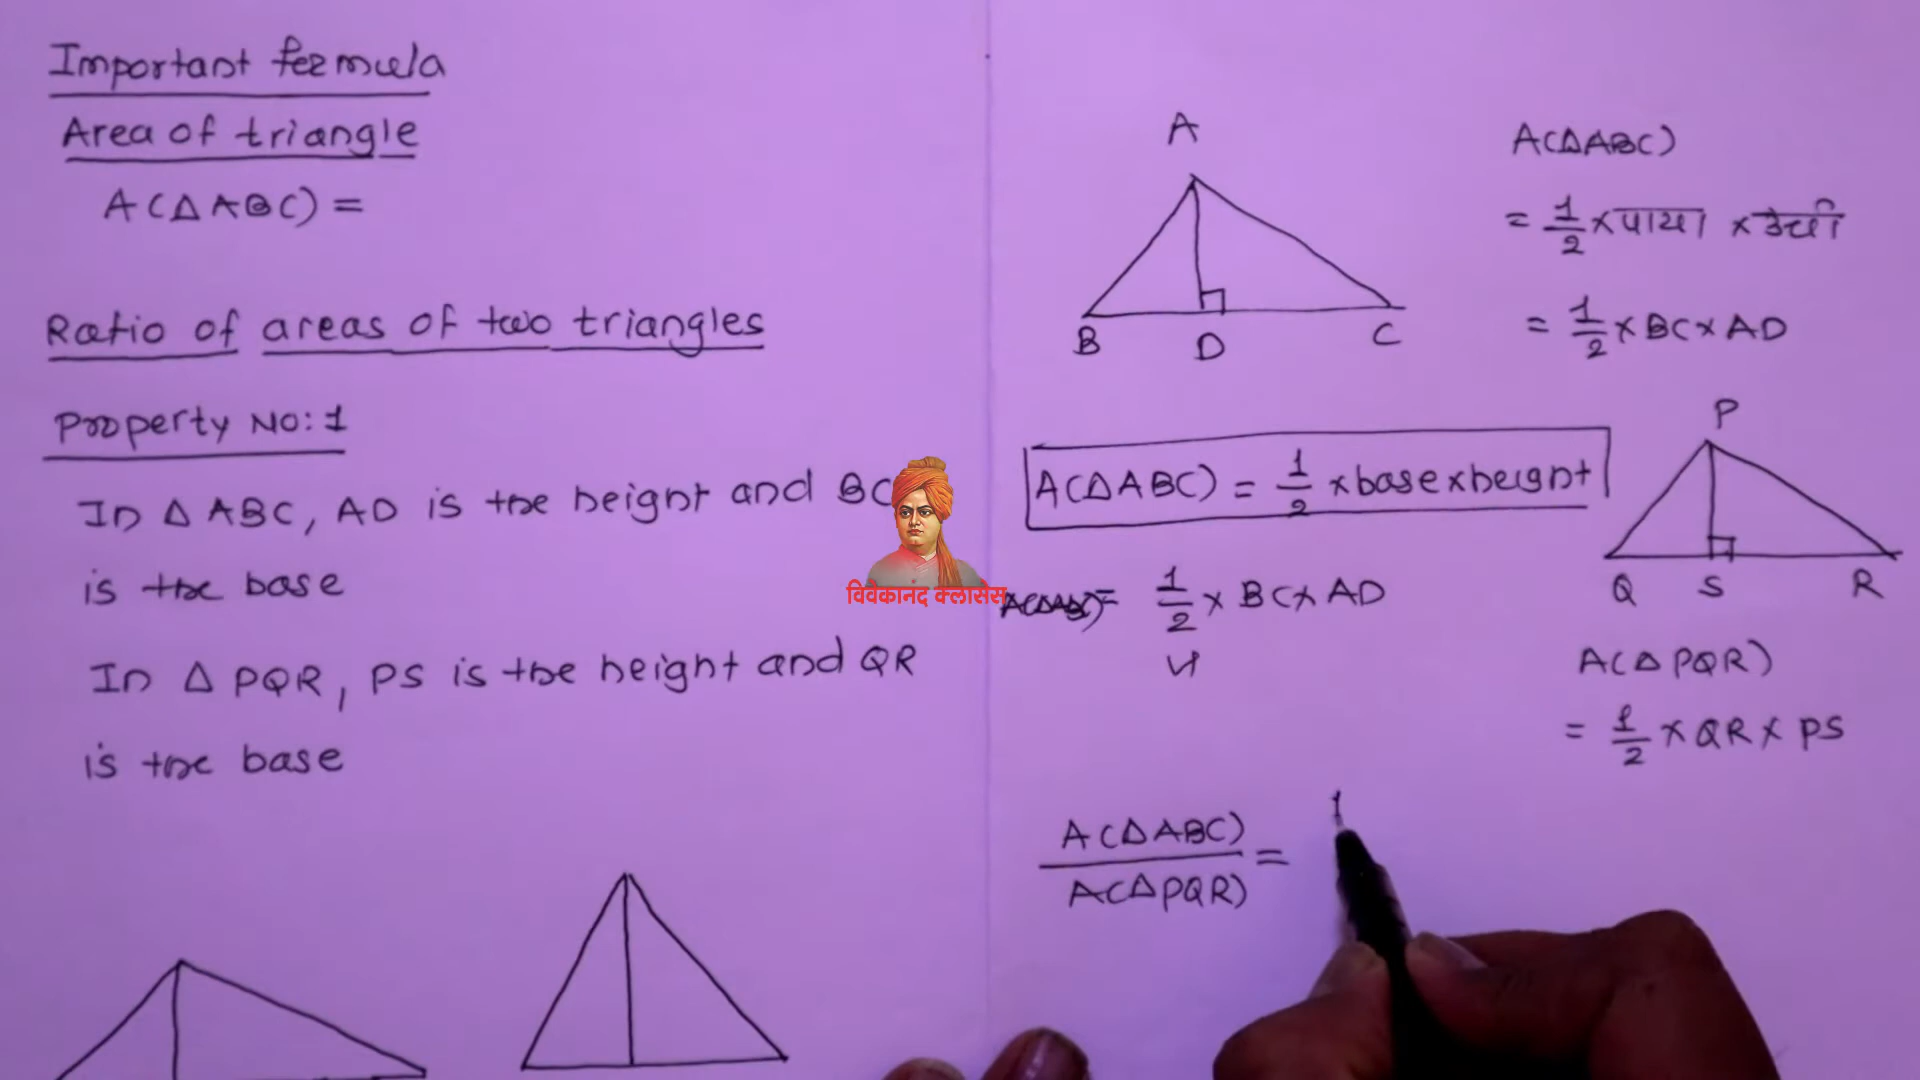 Important formula
Area of triangle
A(△ABC) =
Ratio of areas of two triangles
Property No: 1
In △ABC, AD is the height and BC
is the base
In △PQR, PS is the height and QR
is the base
विवेकानंद क्लासेस
A
B D C
A(△ABC)
= 1/2 × पाया × उंची
= 1/2 × BC × AD
A(△ABC) = 1/2 × base × height
= 1/2 × BC × AD
P
Q S R
A(△PQR)
= 1/2 × QR × PS
A(△ABC)/A(△PQR) = 1